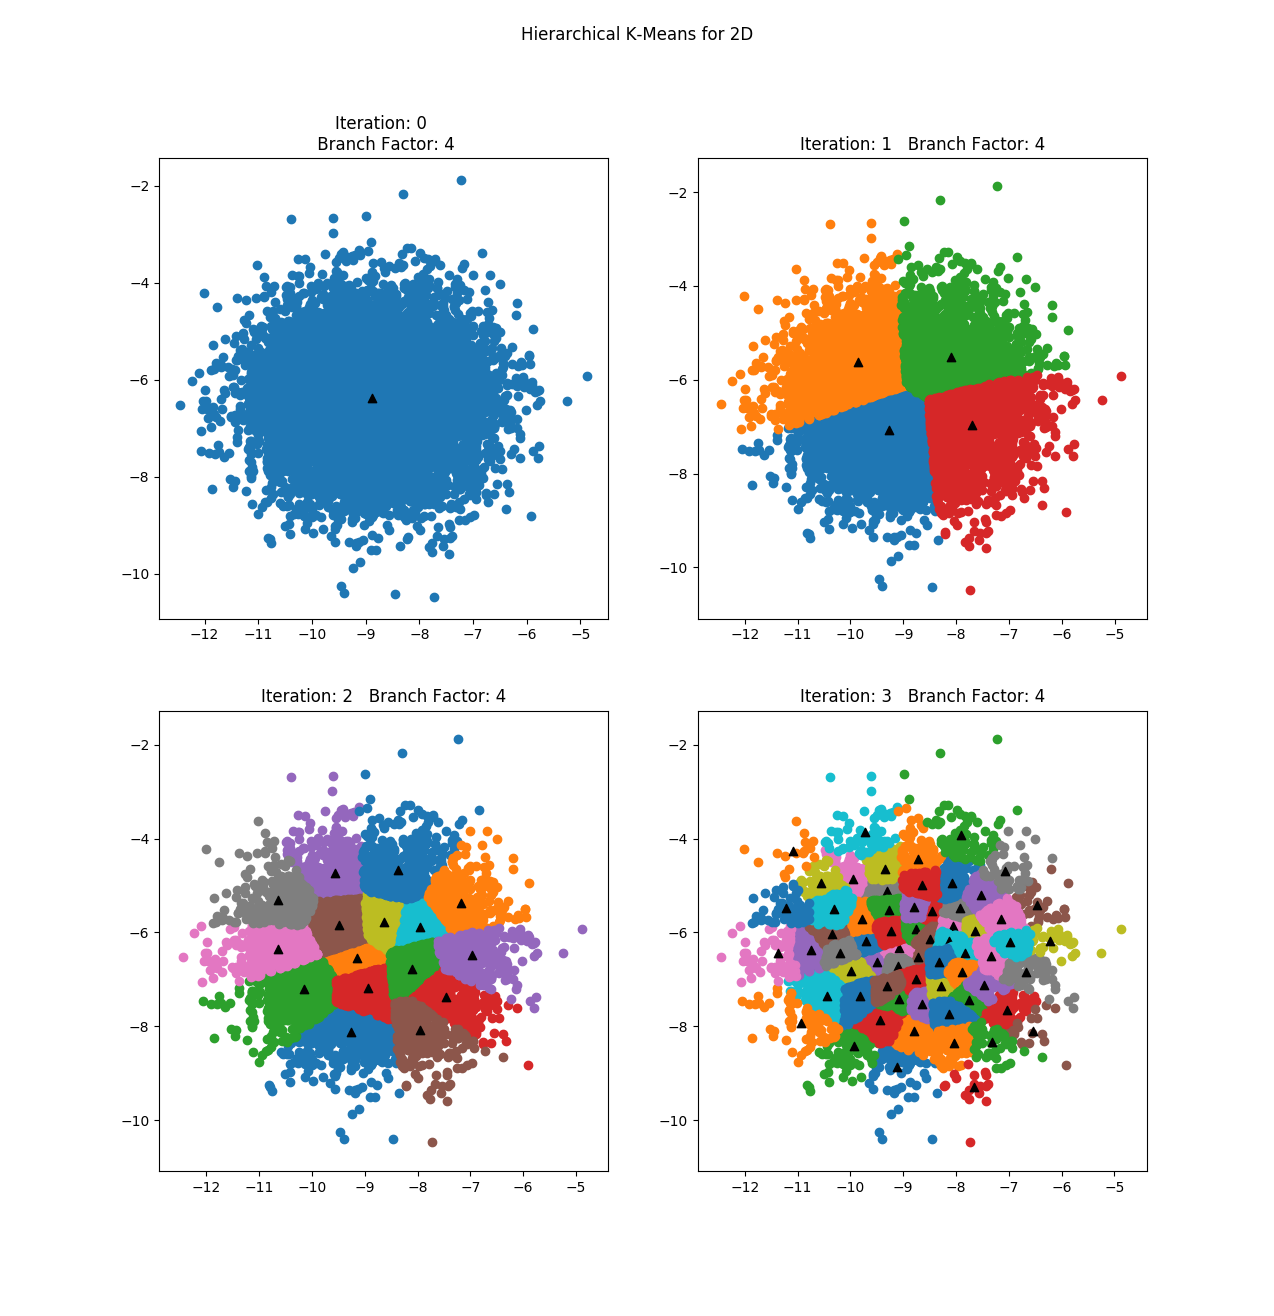 Hierarchical K-Means for 2D
Iteration: 0
Branch Factor: 4
−2
−4
−6
−8
−10
−12 −11 −10 −9 −8 −7 −6 −5
Iteration: 1 Branch Factor: 4
−2
−4
−6
−8
−10
−12 −11 −10 −9 −8 −7 −6 −5
Iteration: 2 Branch Factor: 4
−2
−4
−6
−8
−10
−12 −11 −10 −9 −8 −7 −6 −5
Iteration: 3 Branch Factor: 4
−2
−4
−6
−8
−10
−12 −11 −10 −9 −8 −7 −6 −5